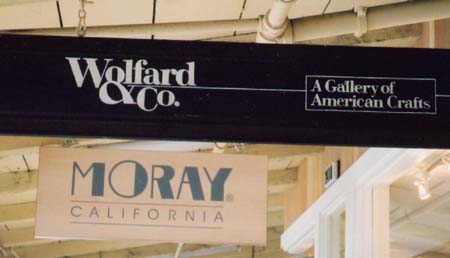 Wolfard
& Co.
A Gallery of
American Crafts
MORAY®
CALIFORNIA